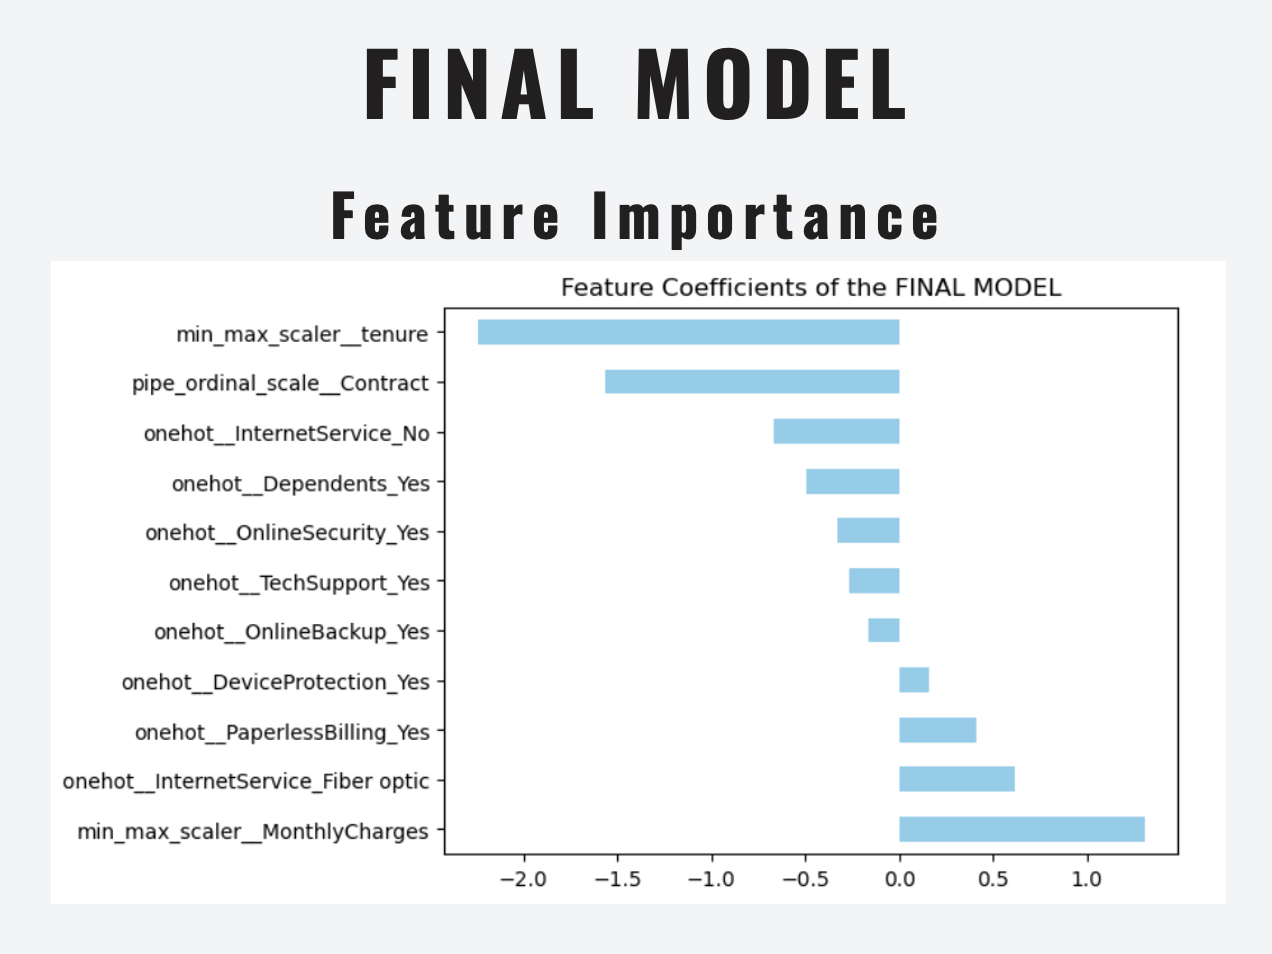 FINAL MODEL
Feature Importance
Feature Coefficients of the FINAL MODEL
min_max_scaler__tenure
pipe_ordinal_scale__Contract
onehot__InternetService_No
onehot__Dependents_Yes
onehot__OnlineSecurity_Yes
onehot__TechSupport_Yes
onehot__OnlineBackup_Yes
onehot__DeviceProtection_Yes
onehot__PaperlessBilling_Yes
onehot__InternetService_Fiber optic
min_max_scaler__MonthlyCharges
−2.0 −1.5 −1.0 −0.5 0.0 0.5 1.0